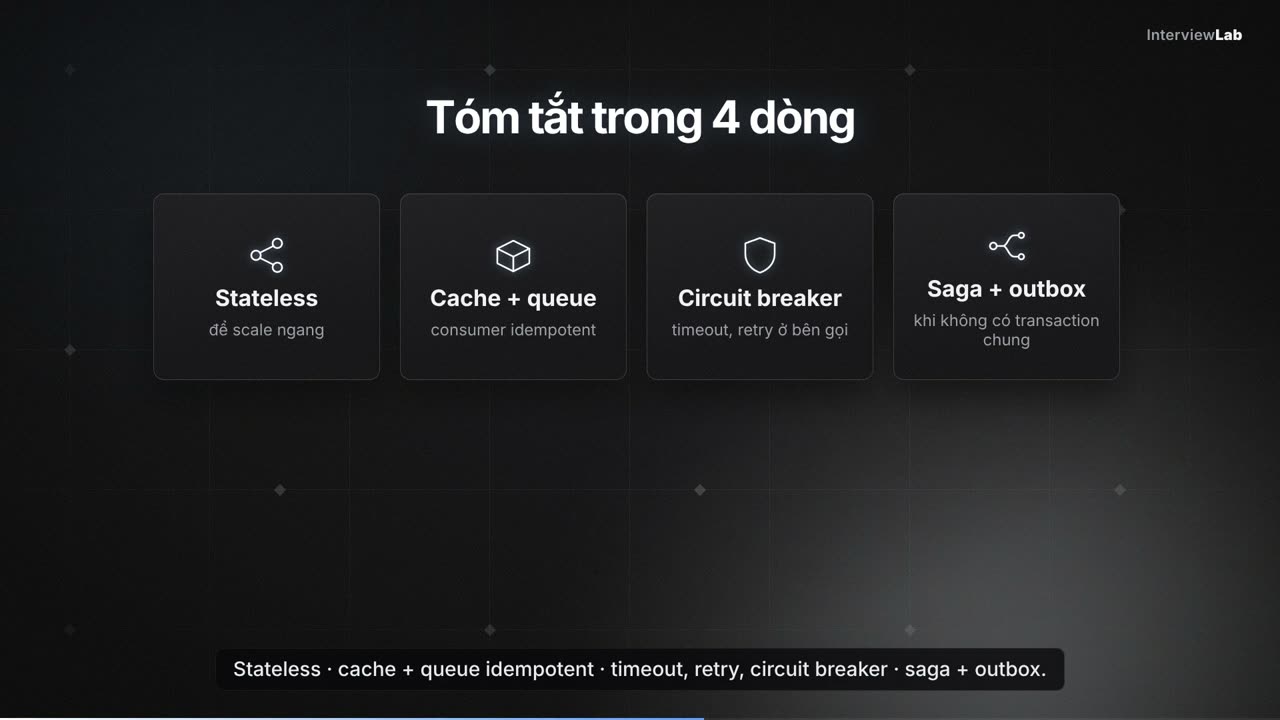 InterviewLab
Tóm tắt trong 4 dòng
Stateless
để scale ngang
Cache + queue
consumer idempotent
Circuit breaker
timeout, retry ở bên gọi
Saga + outbox
khi không có transaction
chung
Stateless · cache + queue idempotent · timeout, retry, circuit breaker · saga + outbox.